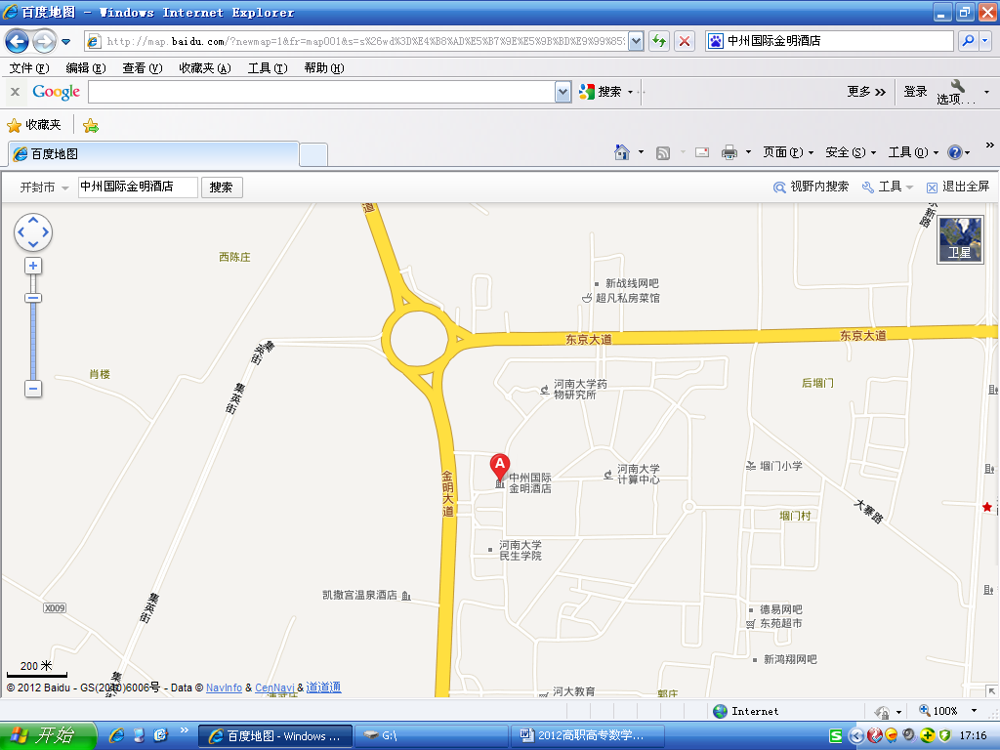 百度地图 - Windows Internet Explorer
http://map.baidu.com/?newmap=1&fr=map001&s=s%26wd%3D%E4%B8%AD%E5%B7%9E%E5%9B%BD%E9%99%85%
中州国际金明酒店
文件(F) 编辑(E) 查看(V) 收藏夹(A) 工具(T) 帮助(H)
x Google 搜索 更多 >> 登录 选项...
收藏夹
百度地图
页面(P) 安全(S) 工具(O)
开封市 中州国际金明酒店 搜索
视野内搜索 工具 退出全屏
道
新路
卫星
西陈庄
新战线网吧
超凡私房菜馆
东京大道
东京大道
集英街
肖楼
集英街
河南大学药
物研究所
后堌门
A
中州国际
金明酒店
河南大学
计算中心
堌门小学
金明大道
大寨路
堌门村
河南大学
民生学院
凯撒宫温泉酒店
X009
集英街
德易网吧
东苑超市
新鸿翔网吧
200 米
集英街
河大教育
郭庄
© 2012 Baidu - GS(2010)6006号 - Data © NavInfo & CenNavi & 道道通
Internet
100%
开始
百度地图 - Windows ...
G:\
2012高职高专数学...
17:16